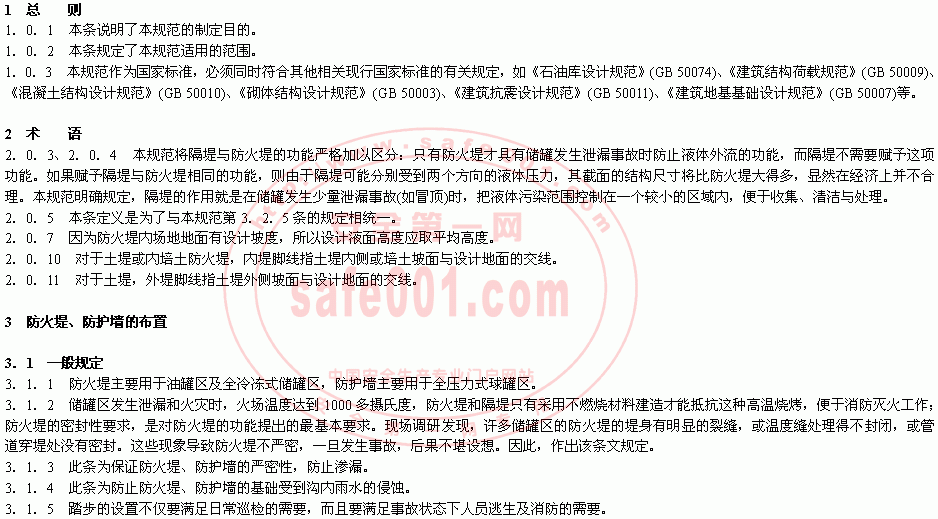 1 总 则
1．0．1 本条说明了本规范的制定目的。
1．0．2 本条规定了本规范适用的范围。
1．0．3 本规范作为国家标准，必须同时符合其他相关现行国家标准的有关规定，如《石油库设计规范》(GB 50074)、《建筑结构荷载规范》(GB 50009)、
《混凝土结构设计规范》(GB 50010)、《砌体结构设计规范》(GB 50003)、《建筑抗震设计规范》(GB 50011)、《建筑地基基础设计规范》(GB 50007)等。
2 术 语
2．0．3、2．0．4 本规范将隔堤与防火堤的功能严格加以区分：只有防火堤才具有储罐发生泄漏事故时防止液体外流的功能，而隔堤不需要赋予这项
功能。如果赋予隔堤与防火堤相同的功能，则由于隔堤可能分别受到两个方向的液体压力，其截面的结构尺寸将比防火堤大得多，显然在经济上并不合
理。本规范明确规定，隔堤的作用就是在储罐发生少量泄漏事故(如冒顶)时，把液体污染范围控制在一个较小的区域内，便于收集、清洁与处理。
2．0．5 本条定义是为了与本规范第3．2．5条的规定相统一。
2．0．7 因为防火堤内场地地面有设计坡度，所以设计液面高度应取平均高度。
2．0．10 对于土堤或内培土防火堤，内堤脚线指土堤内侧或培土坡面与设计地面的交线。
2．0．11 对于土堤，外堤脚线指土堤外侧坡面与设计地面的交线。
3 防火堤、防护墙的布置
3．1 一般规定
3．1．1 防火堤主要用于油罐区及全冷冻式储罐区，防护墙主要用于全压力式球罐区。
3．1．2 储罐区发生泄漏和火灾时，火场温度达到1000多摄氏度，防火堤和隔堤只有采用不燃烧材料建造才能抵抗这种高温烧烤，便于消防灭火工作；
防火堤的密封性要求，是对防火堤的功能提出的最基本要求。现场调研发现，许多储罐区的防火堤的堤身有明显的裂缝，或温度缝处理得不封闭，或管
道穿堤处没有密封。这些现象导致防火堤不严密，一旦发生事故，后果不堪设想。因此，作出该条文规定。
3．1．3 此条为保证防火堤、防护墙的严密性，防止渗漏。
3．1．4 此条为防止防火堤、防护墙的基础受到沟内雨水的侵蚀。
3．1．5 踏步的设置不仅要满足日常巡检的需要，而且要满足事故状态下人员逃生及消防的需要。
http://www.safe001.com
安全第一网
safe001.com
中国安全生产专业门户网站